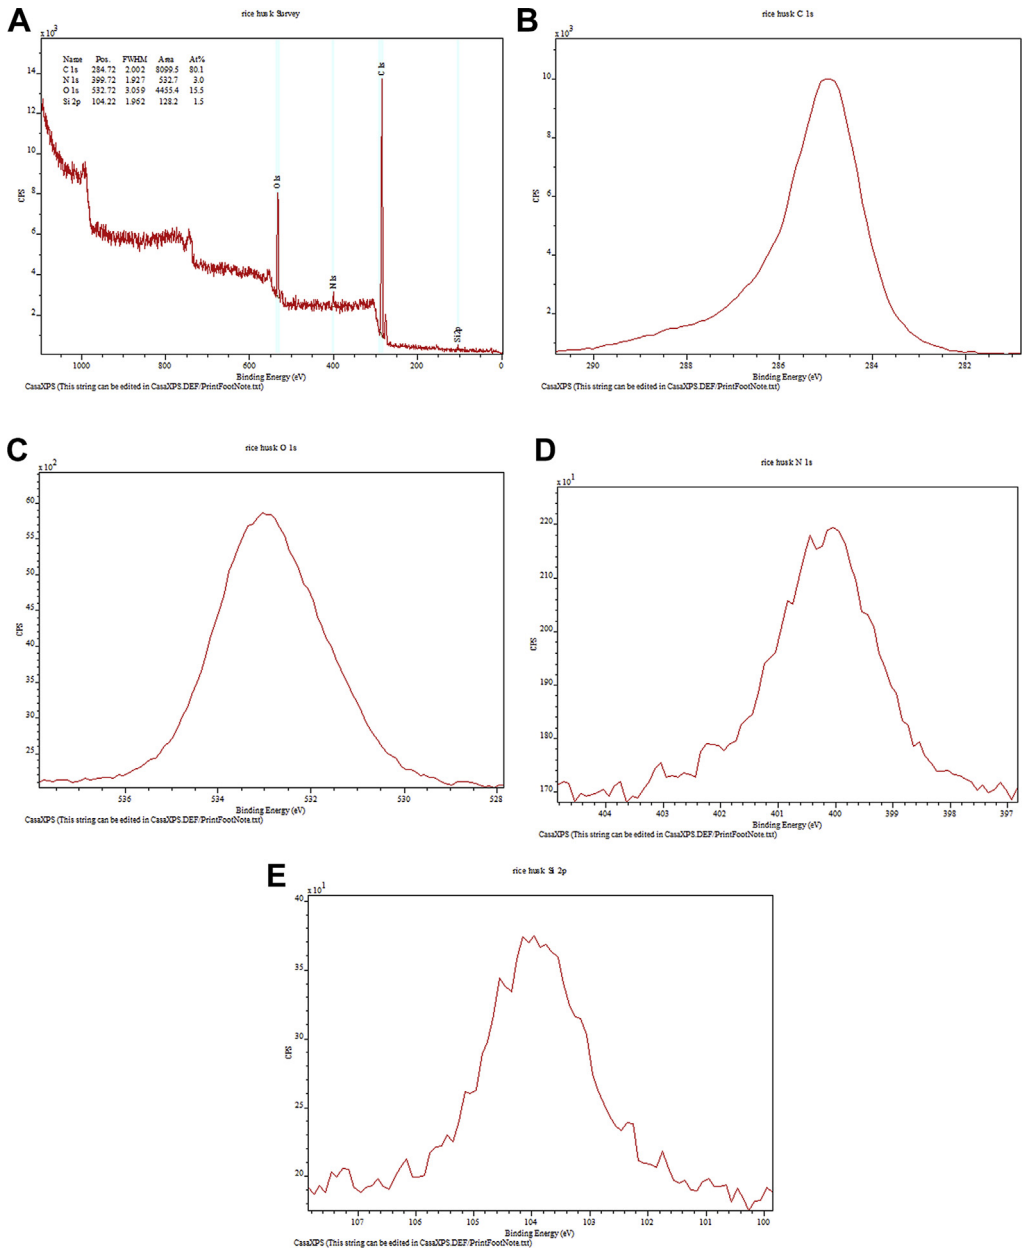 A
rice husk Survey
x 10^3
Name Pos. FWHM Area At%
C 1s 284.72 2.002 8099.5 80.1
N 1s 399.72 1.927 532.7 3.0
O 1s 532.72 3.059 4455.4 15.5
Si 2p 104.22 1.962 128.2 1.5
14
12
10
8
6
4
2
CPS
O 1s
N 1s
C 1s
Si 2p
1000 800 600 400 200 0
Binding Energy (eV)
CasaXPS (This string can be edited in CasaXPS.DEF/PrintFootNote.txt)
B
rice husk C 1s
x 10^3
10
8
6
4
2
CPS
290 288 286 284 282
Binding Energy (eV)
CasaXPS (This string can be edited in CasaXPS.DEF/PrintFootNote.txt)
C
rice husk O 1s
x 10^2
60
55
50
45
40
35
30
25
CPS
536 534 532 530 528
Binding Energy (eV)
CasaXPS (This string can be edited in CasaXPS.DEF/PrintFootNote.txt)
D
rice husk N 1s
x 10^1
220
210
200
190
180
170
CPS
404 403 402 401 400 399 398 397
Binding Energy (eV)
CasaXPS (This string can be edited in CasaXPS.DEF/PrintFootNote.txt)
E
rice husk Si 2p
x 10^1
40
35
30
25
20
CPS
107 106 105 104 103 102 101 100
Binding Energy (eV)
CasaXPS (This string can be edited in CasaXPS.DEF/PrintFootNote.txt)